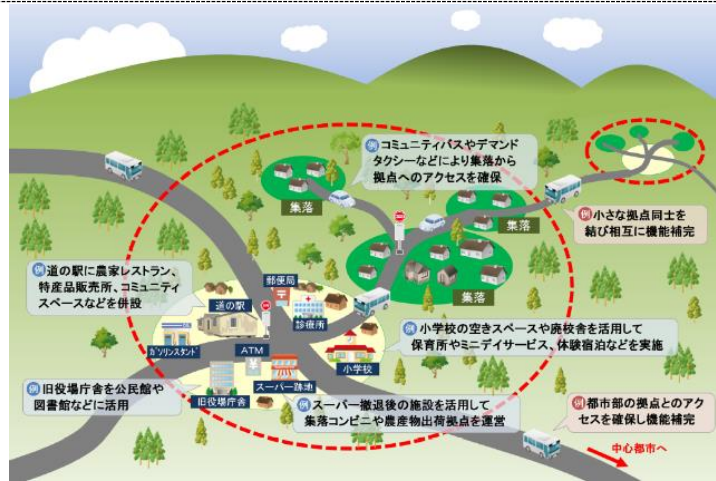 例 コミュニティバスやデマンド
タクシーなどにより集落から
拠点へのアクセスを確保
集落
集落
集落
例 小さな拠点同士を
結び相互に機能補完
例 道の駅に農家レストラン、
特産品販売所、コミュニティ
スペースなどを併設
郵便局
道の駅
診療所
ガソリンスタンド
ATM
小学校
旧役場庁舎
スーパー跡地
例 小学校の空きスペースや廃校舎を活用して
保育所やミニデイサービス、体験宿泊などを実施
例 旧役場庁舎を公民館や
図書館などに活用
例 スーパー撤退後の施設を活用して
集落コンビニや農産物出荷拠点を運営
例 都市部の拠点とのアク
セスを確保し機能補完
中心都市へ